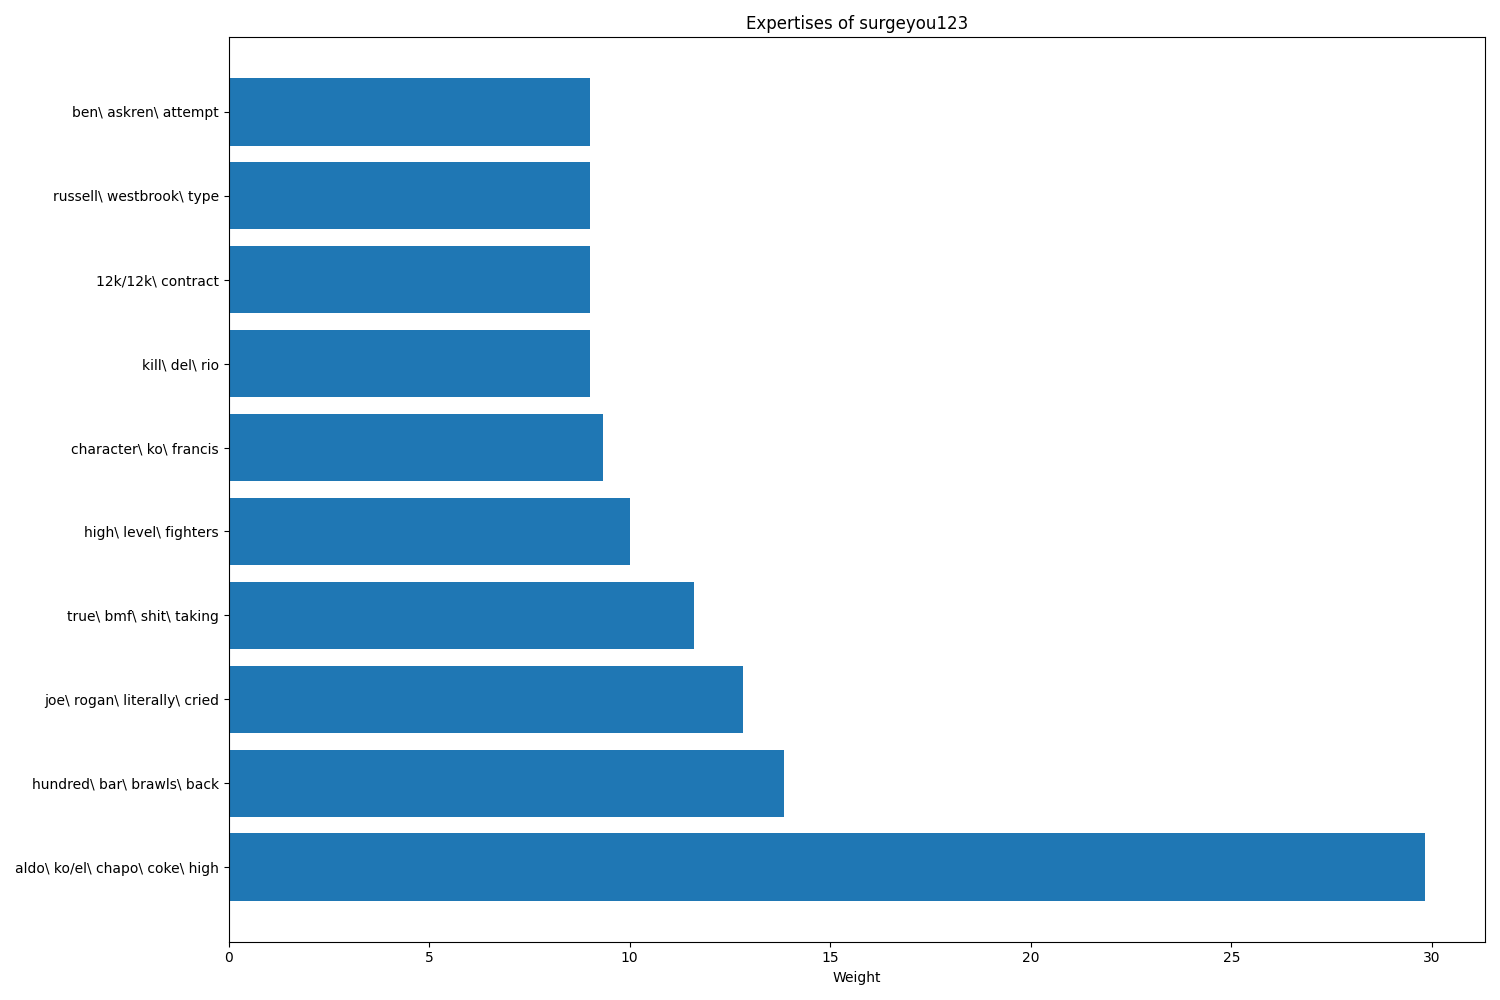 Expertises of surgeyou123
ben\ askren\ attempt
russell\ westbrook\ type
12k/12k\ contract
kill\ del\ rio
character\ ko\ francis
high\ level\ fighters
true\ bmf\ shit\ taking
joe\ rogan\ literally\ cried
hundred\ bar\ brawls\ back
aldo\ ko/el\ chapo\ coke\ high
0 5 10 15 20 25 30
Weight